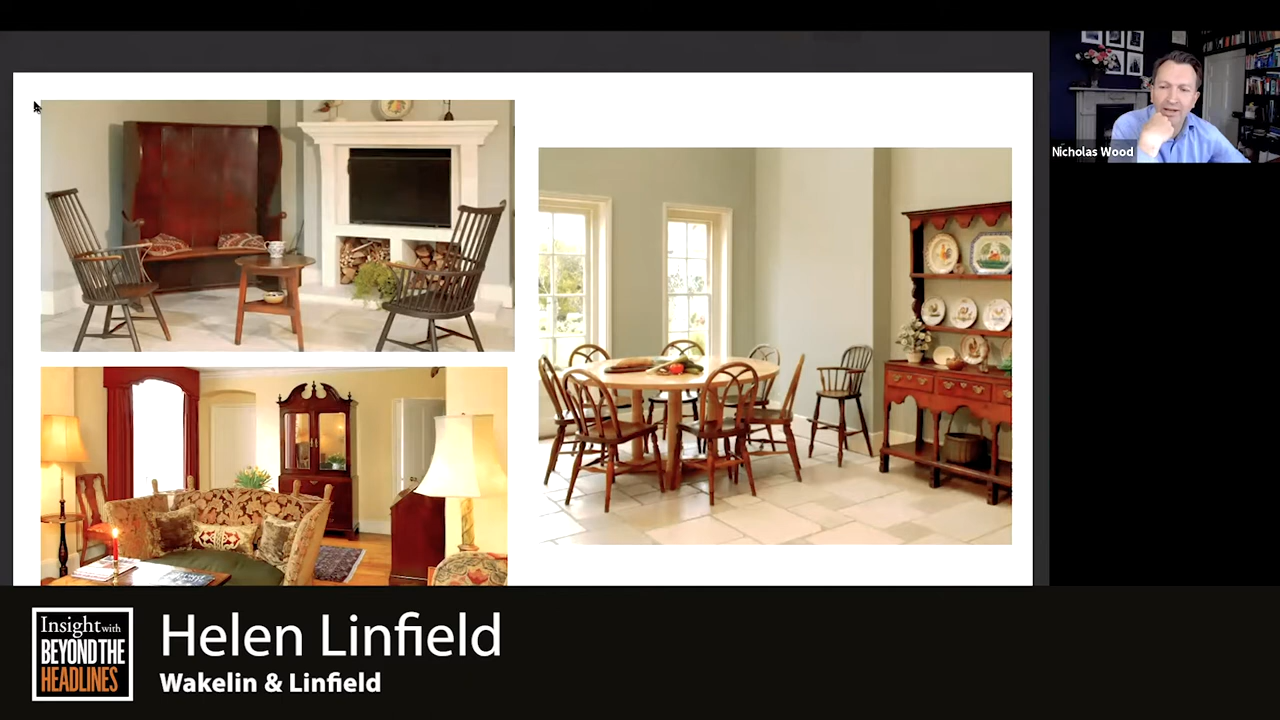 Nicholas Wood
Insight with
BEYOND THE
HEADLINES
Helen Linfield
Wakelin & Linfield